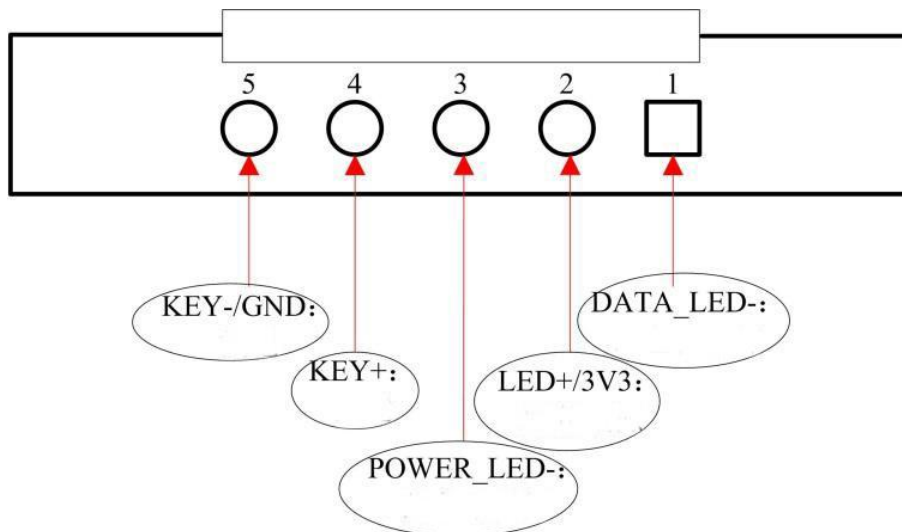 5 4 3 2 1
KEY-/GND：
DATA_LED-：
KEY+：
LED+/3V3：
POWER_LED-：